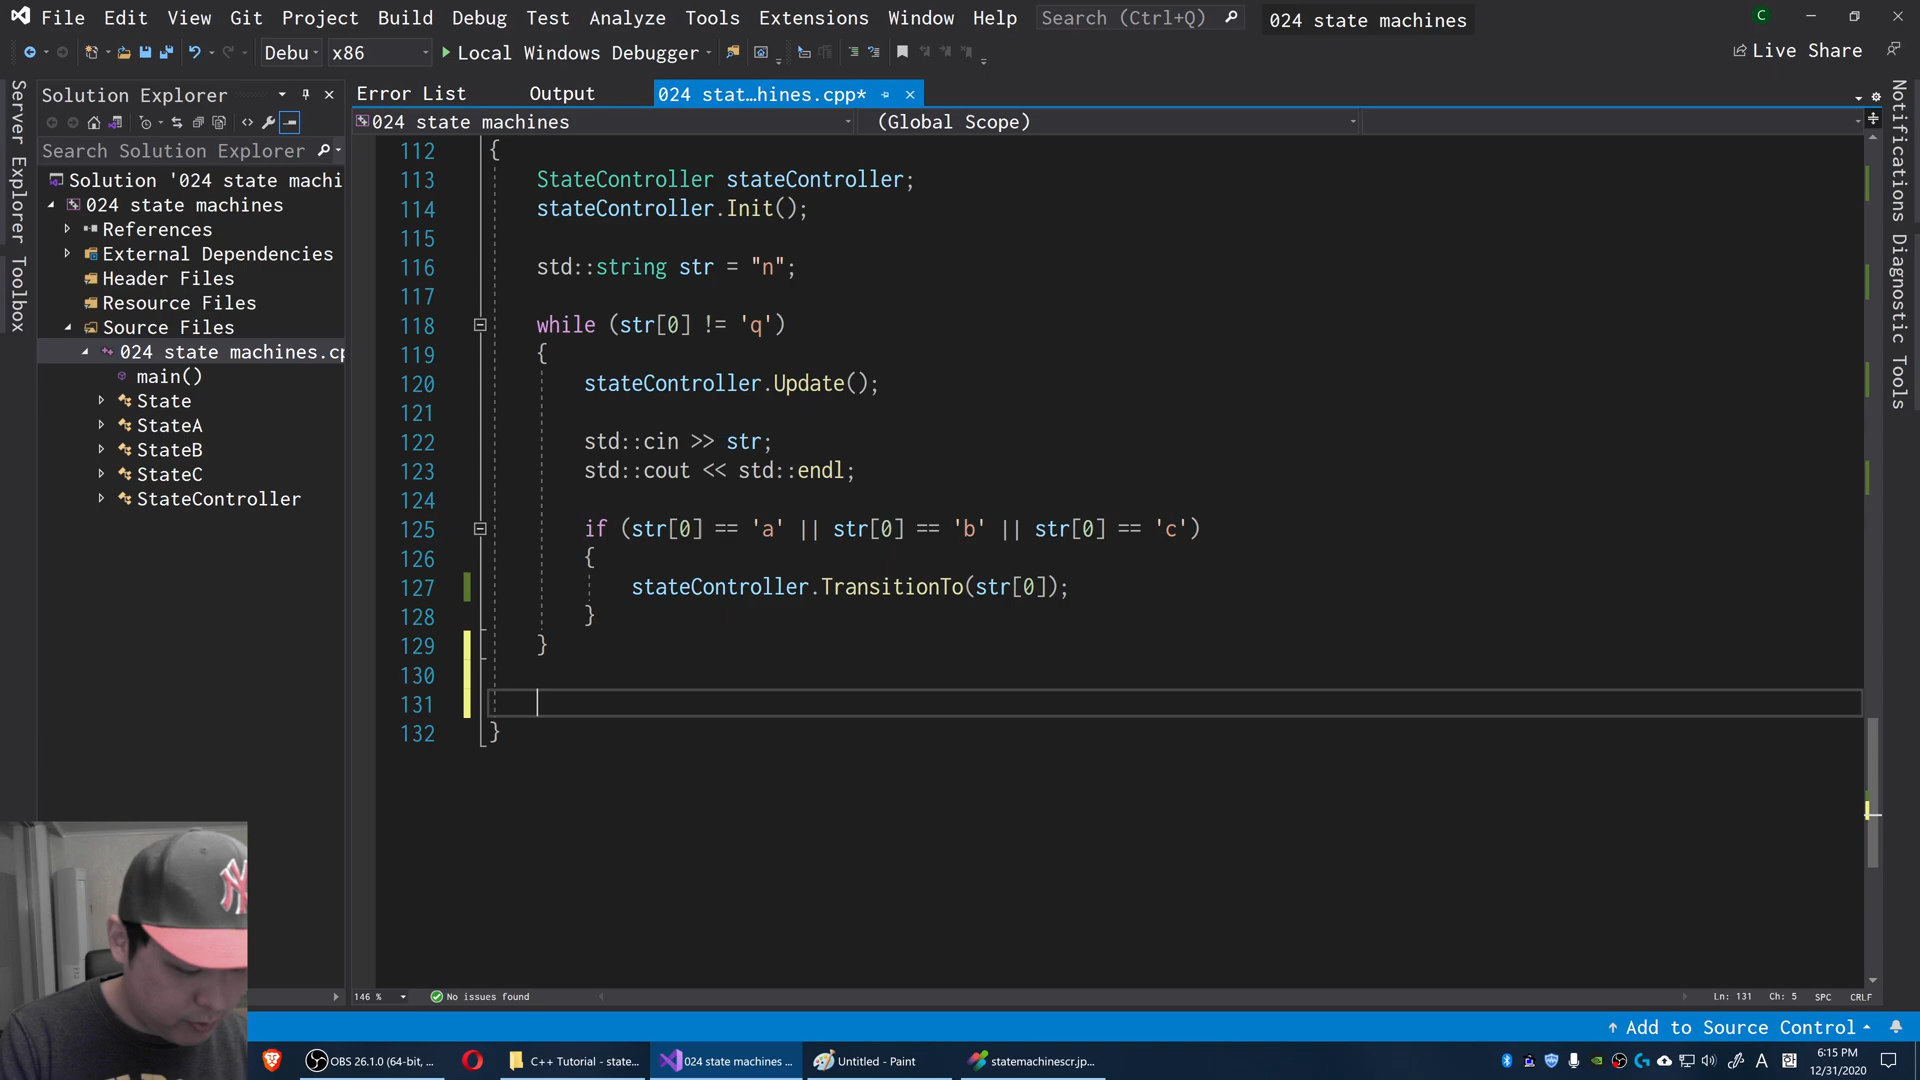 File Edit View Git Project Build Debug Test Analyze Tools Extensions Window Help Search (Ctrl+Q) 024 state machines C
Debu x86 Local Windows Debugger Live Share
Server Explorer Toolbox
Solution Explorer
Search Solution Explorer
Solution '024 state machi
024 state machines
References
External Dependencies
Header Files
Resource Files
Source Files
024 state machines.cp
main()
State
StateA
StateB
StateC
StateController
Error List Output 024 stat…hines.cpp*
024 state machines (Global Scope)
112 {
113 StateController stateController;
114 stateController.Init();
115
116 std::string str = "n";
117
118 while (str[0] != 'q')
119 {
120 stateController.Update();
121
122 std::cin >> str;
123 std::cout << std::endl;
124
125 if (str[0] == 'a' || str[0] == 'b' || str[0] == 'c')
126 {
127 stateController.TransitionTo(str[0]);
128 }
129 }
130
131
132 }
Notifications Diagnostic Tools
146 % No issues found Ln: 131 Ch: 5 SPC CRLF
Add to Source Control
OBS 26.1.0 (64-bit, ... C++ Tutorial - state... 024 state machines ... Untitled - Paint statemachinescr.jp... A 6:15 PM
12/31/2020